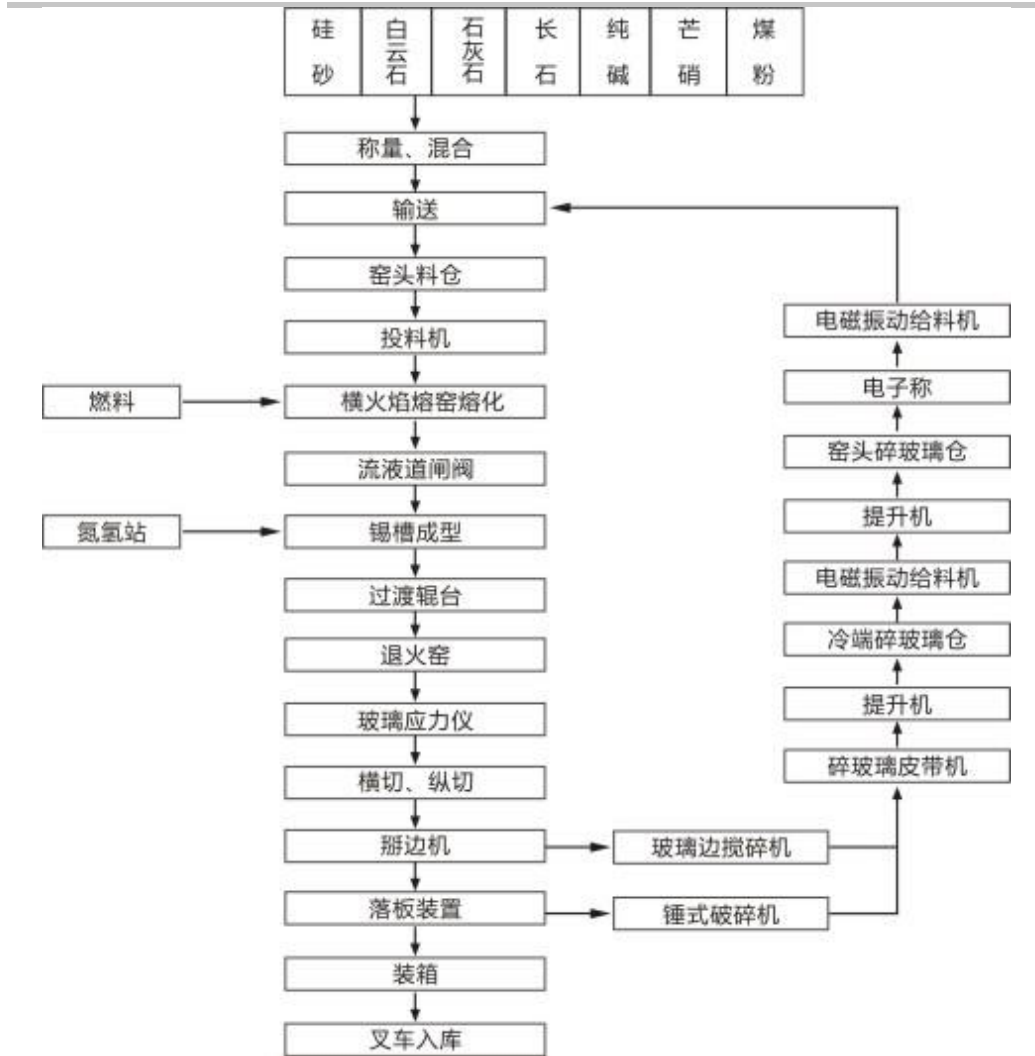 硅砂 白云石 石灰石 长石 纯碱 芒硝 煤粉
称量、混合
输送
窑头料仓
投料机
燃料
横火焰熔窑熔化
流液道闸阀
氮氢站
锡槽成型
过渡辊台
退火窑
玻璃应力仪
横切、纵切
掰边机
玻璃边搅碎机
落板装置
锤式破碎机
装箱
叉车入库
电磁振动给料机
电子称
窑头碎玻璃仓
提升机
电磁振动给料机
冷端碎玻璃仓
提升机
碎玻璃皮带机